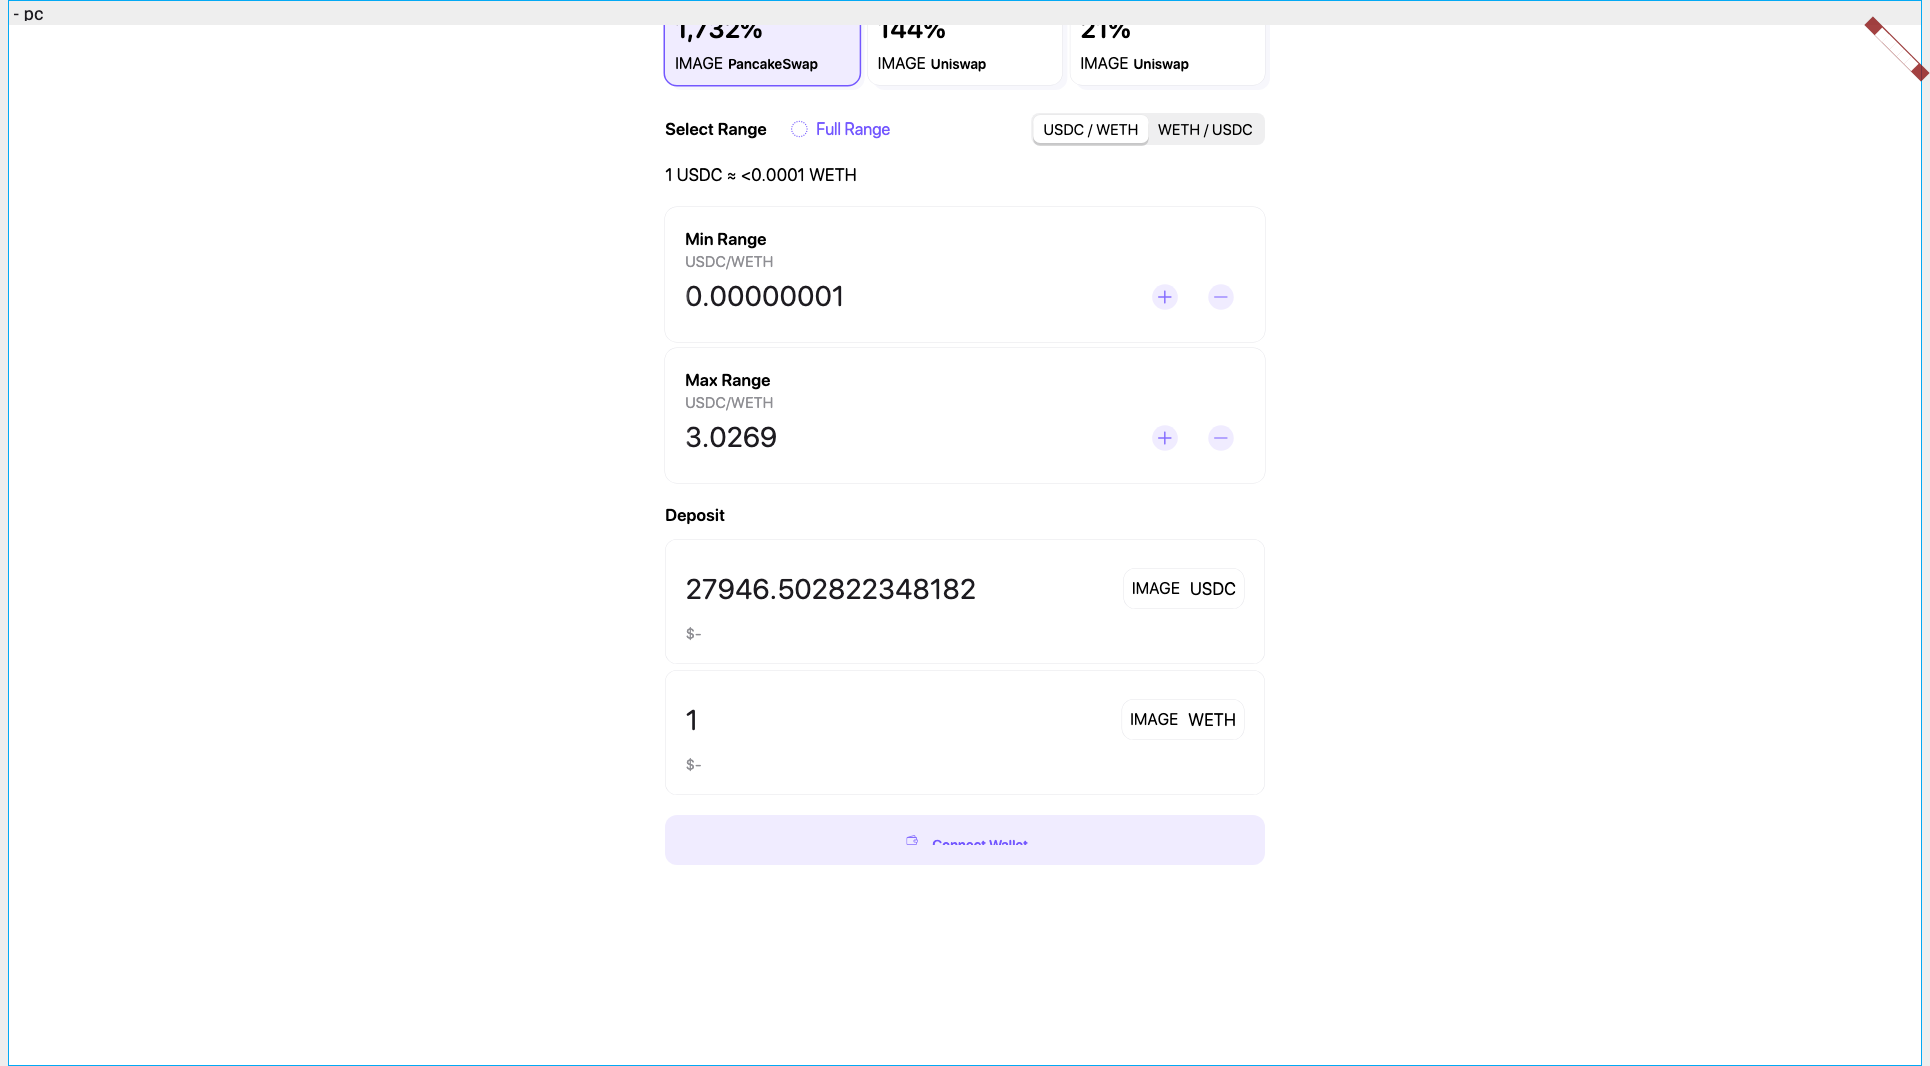 - pc
1,732% 144% 21%
IMAGE PancakeSwap IMAGE Uniswap IMAGE Uniswap
Select Range Full Range USDC / WETH WETH / USDC
1 USDC ≈ <0.0001 WETH
Min Range
USDC/WETH
0.00000001
Max Range
USDC/WETH
3.0269
Deposit
27946.502822348182 IMAGE USDC
$-
1 IMAGE WETH
$-
Connect Wallet